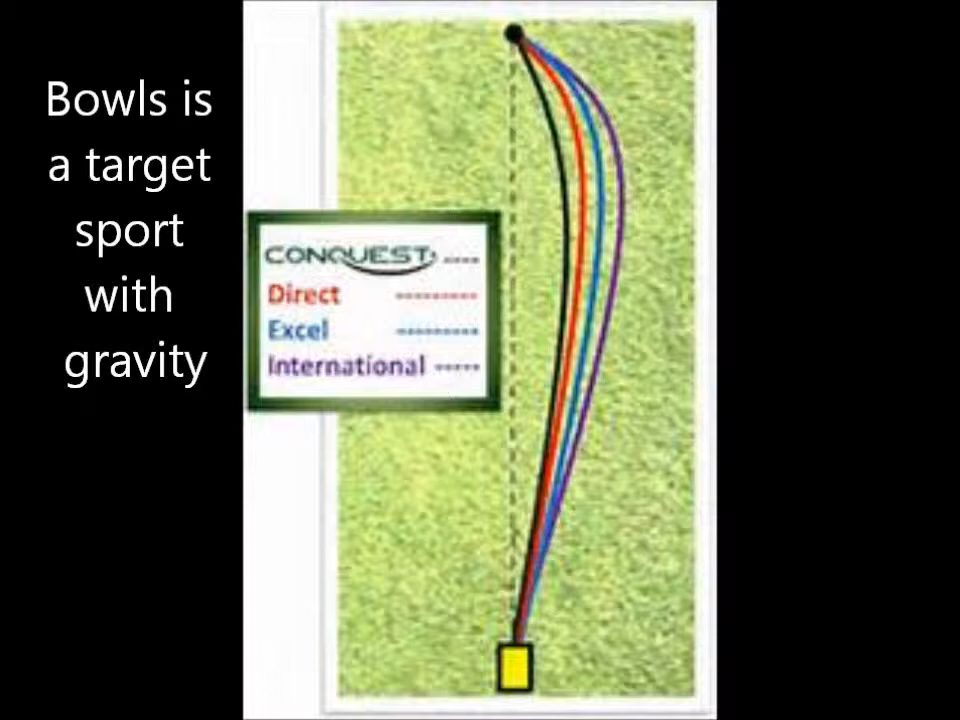 Bowls is
a target
sport
with
gravity
CONQUEST ----
Direct ---------
Excel ---------
International -----